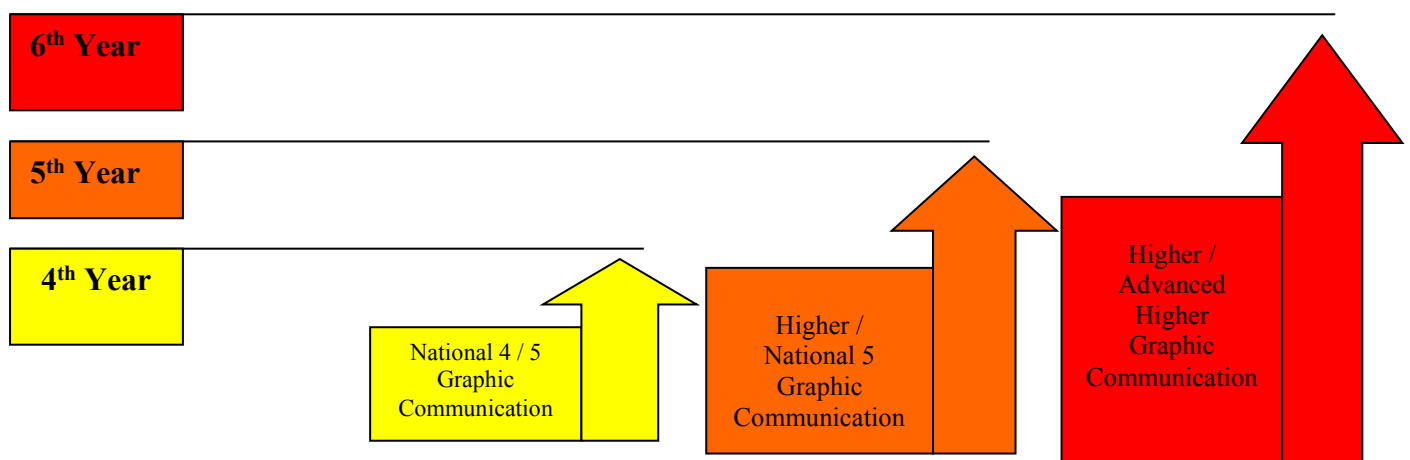 6th Year
5th Year
4th Year
National 4 / 5
Graphic
Communication
Higher /
National 5
Graphic
Communication
Higher /
Advanced
Higher
Graphic
Communication